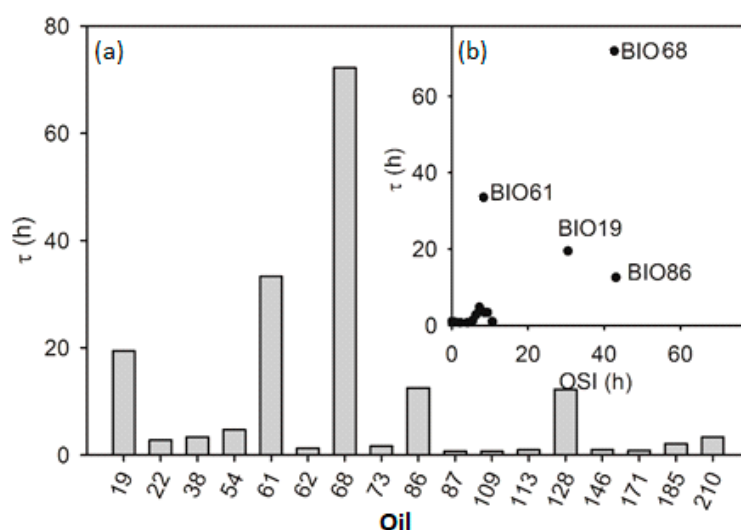 (a)
τ (h)
80
60
40
20
0
19 22 38 54 61 62 68 73 86 87 109 113 128 146 171 185 210
Oil
(b)
τ (h)
60
40
20
0
BIO68
BIO61
BIO19
BIO86
0 20 40 60
OSI (h)